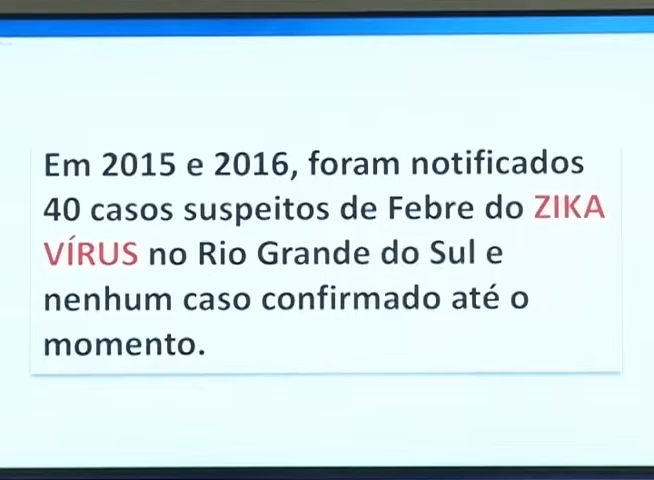 Em 2015 e 2016, foram notificados
40 casos suspeitos de Febre do ZIKA
VÍRUS no Rio Grande do Sul e
nenhum caso confirmado até o
momento.